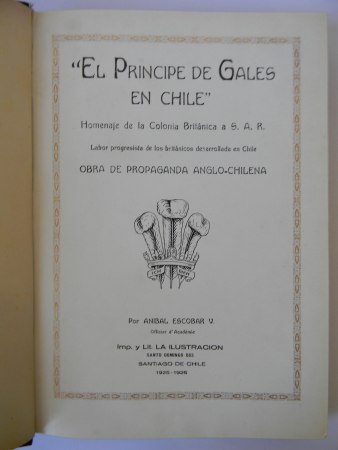 "EL PRINCIPE DE GALES
EN CHILE"
Homenaje de la Colonia Británica a S. A. R.
Labor progresista de los británicos desarrollada en Chile
OBRA DE PROPAGANDA ANGLO-CHILENA
Por ANIBAL ESCOBAR V.
Officier d'Académie
Imp. y Lit. LA ILUSTRACION
SANTO DOMINGO 863
SANTIAGO DE CHILE
1925-1926